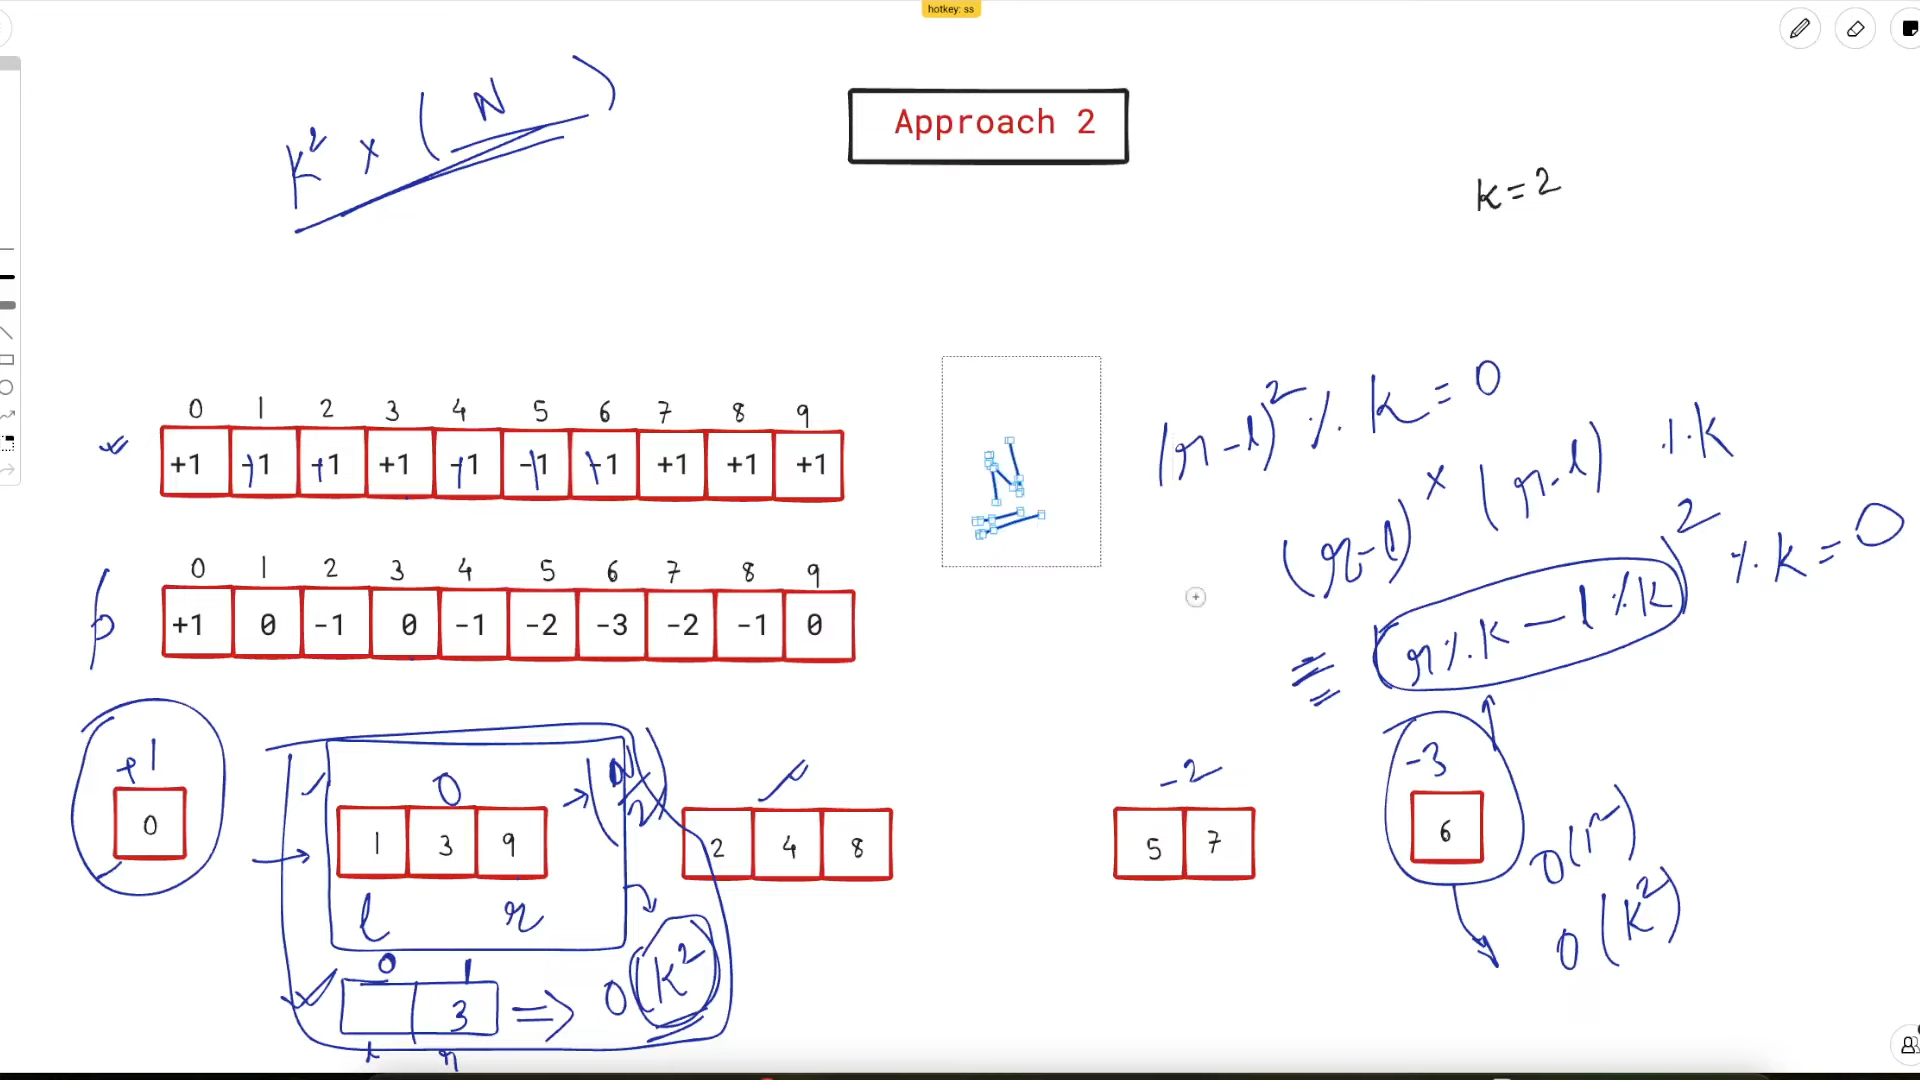 hotkey: ss
K² x ( N )
Approach 2
k=2
0 1 2 3 4 5 6 7 8 9
+1 -1 -1 +1 -1 -1 -1 +1 +1 +1
N
(r-l)² % K = 0
(r-l) x (r-l) % K
0 1 2 3 4 5 6 7 8 9
p +1 0 -1 0 -1 -2 -3 -2 -1 0
≡ (r % K - l % K)² % K = 0
+1
0
0
1 3 9
l r
2 4 8
-2
5 7
-3
6
0 1
3
l r
=> O(K²)
O(K²)